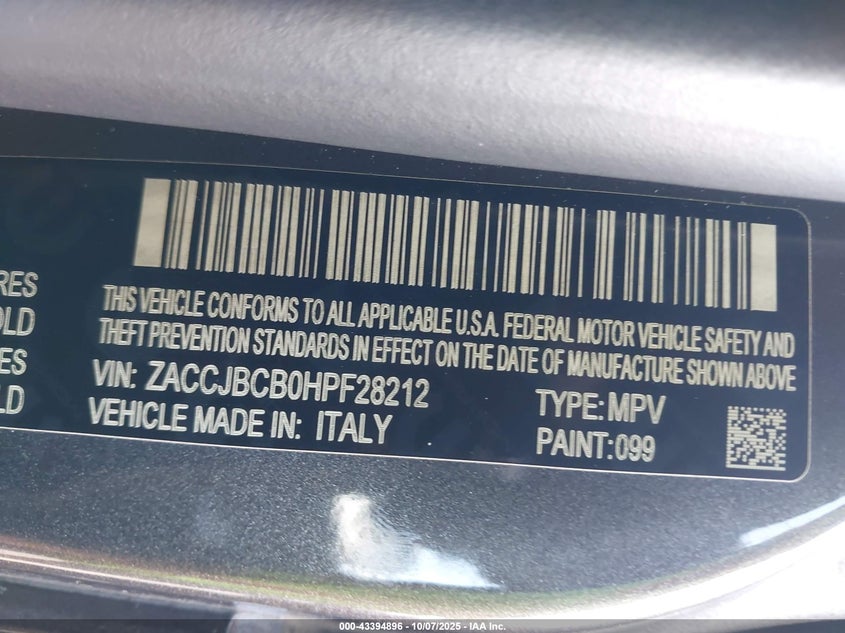 RES
OLD
ES
LD
THIS VEHICLE CONFORMS TO ALL APPLICABLE U.S.A. FEDERAL MOTOR VEHICLE SAFETY AND
THEFT PREVENTION STANDARDS IN EFFECT ON THE DATE OF MANUFACTURE SHOWN ABOVE
VIN: ZACCJBCB0HPF28212 TYPE: MPV
VEHICLE MADE IN: ITALY PAINT: 099
000-43394896 - 10/07/2025 - IAA Inc.